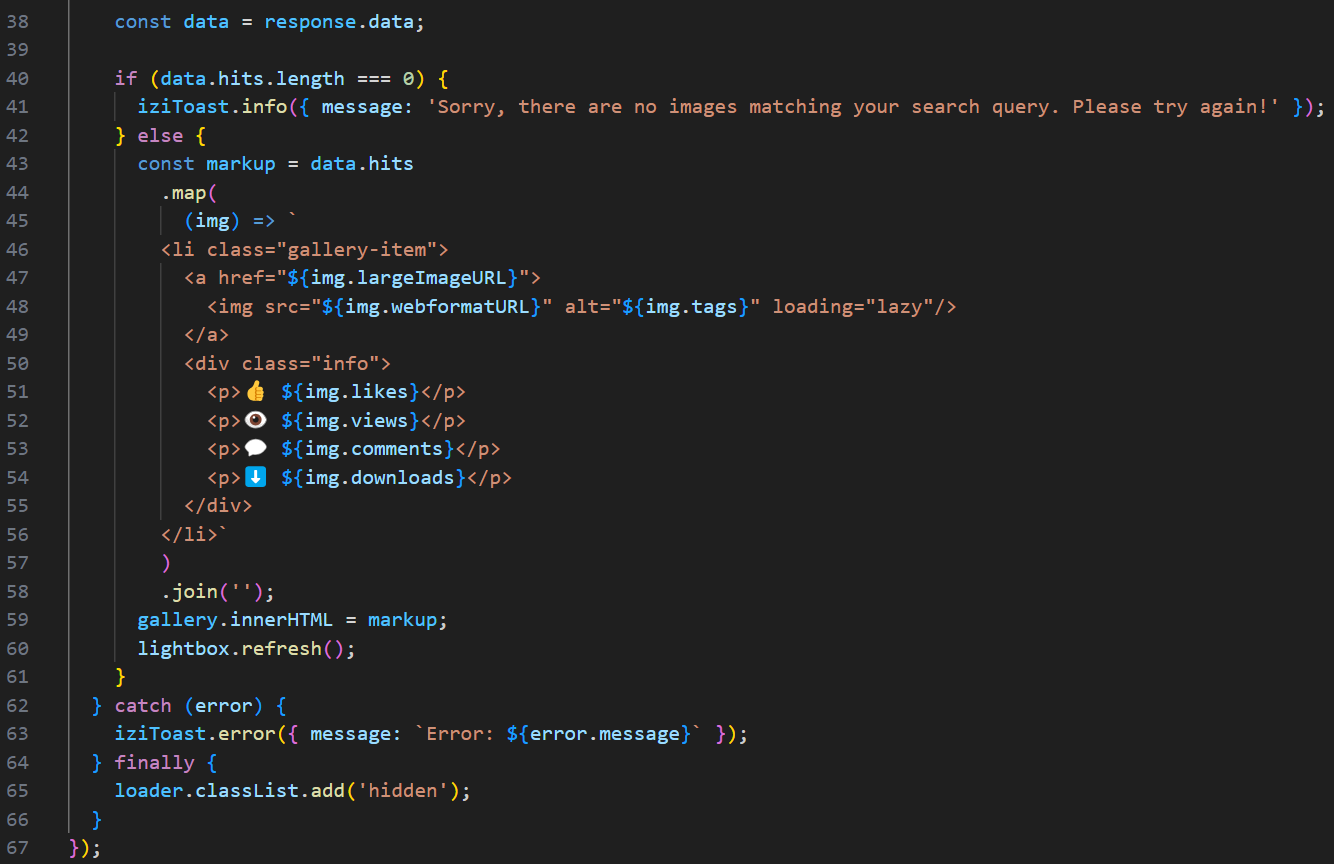 38 const data = response.data;
39
40 if (data.hits.length === 0) {
41 iziToast.info({ message: 'Sorry, there are no images matching your search query. Please try again!' });
42 } else {
43 const markup = data.hits
44 .map(
45 (img) => `
46 <li class="gallery-item">
47 <a href="${img.largeImageURL}">
48 <img src="${img.webformatURL}" alt="${img.tags}" loading="lazy"/>
49 </a>
50 <div class="info">
51 <p>👍 ${img.likes}</p>
52 <p>👁️ ${img.views}</p>
53 <p>💬 ${img.comments}</p>
54 <p>⬇️ ${img.downloads}</p>
55 </div>
56 </li>`
57 )
58 .join('');
59 gallery.innerHTML = markup;
60 lightbox.refresh();
61 }
62 } catch (error) {
63 iziToast.error({ message: `Error: ${error.message}` });
64 } finally {
65 loader.classList.add('hidden');
66 }
67 });